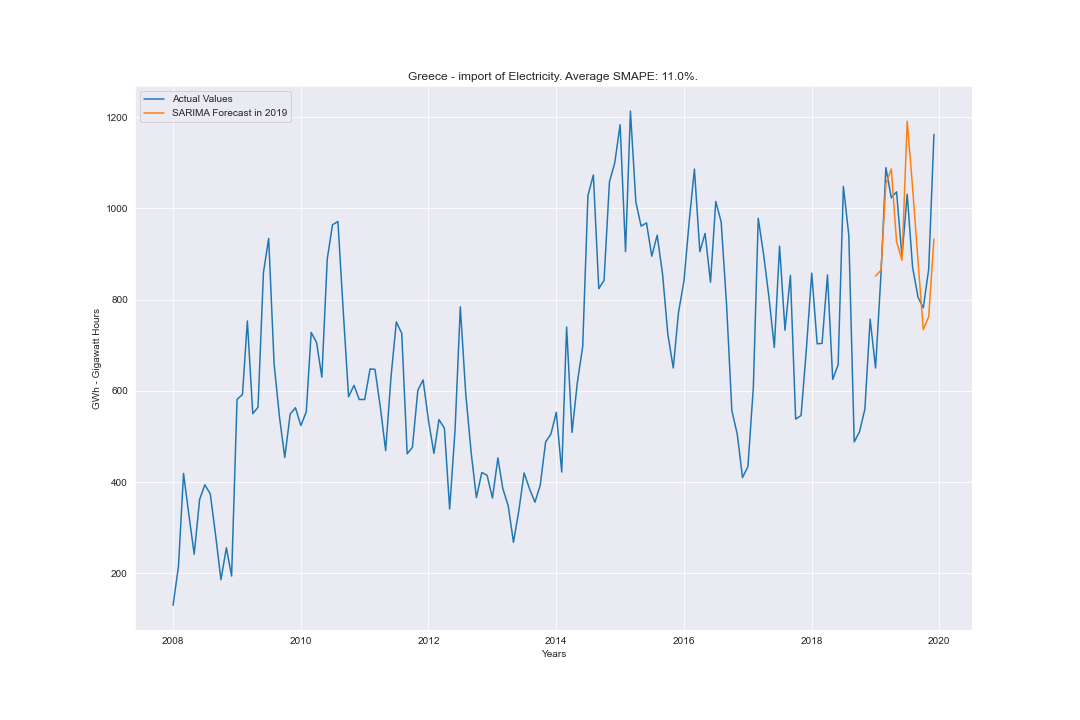 Greece - import of Electricity. Average SMAPE: 11.0%.
Actual Values
SARIMA Forecast in 2019
1200
1000
800
600
400
200
GWh - Gigawatt Hours
2008 2010 2012 2014 2016 2018 2020
Years